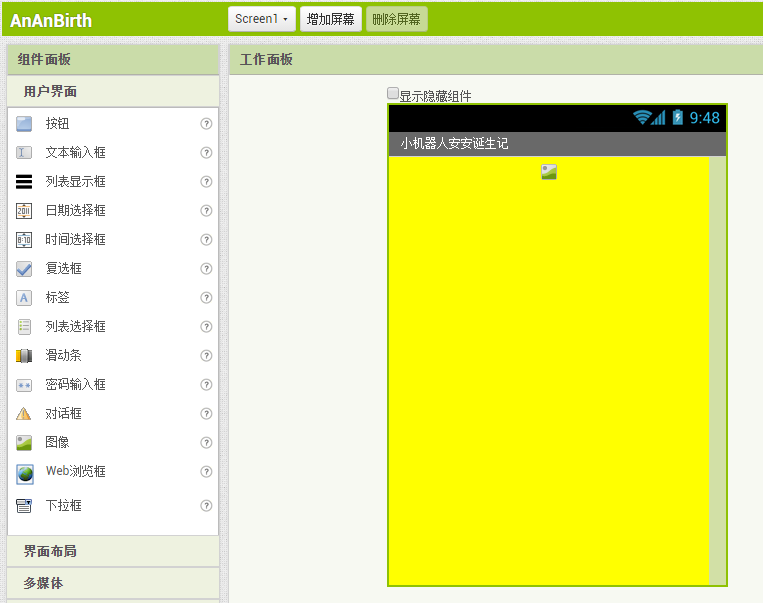 AnAnBirth
Screen1
增加屏幕
删除屏幕
组件面板
用户界面
按钮
文本输入框
列表显示框
日期选择框
时间选择框
复选框
标签
列表选择框
滑动条
密码输入框
对话框
图像
Web浏览框
下拉框
界面布局
多媒体
工作面板
显示隐藏组件
9:48
小机器人安安诞生记